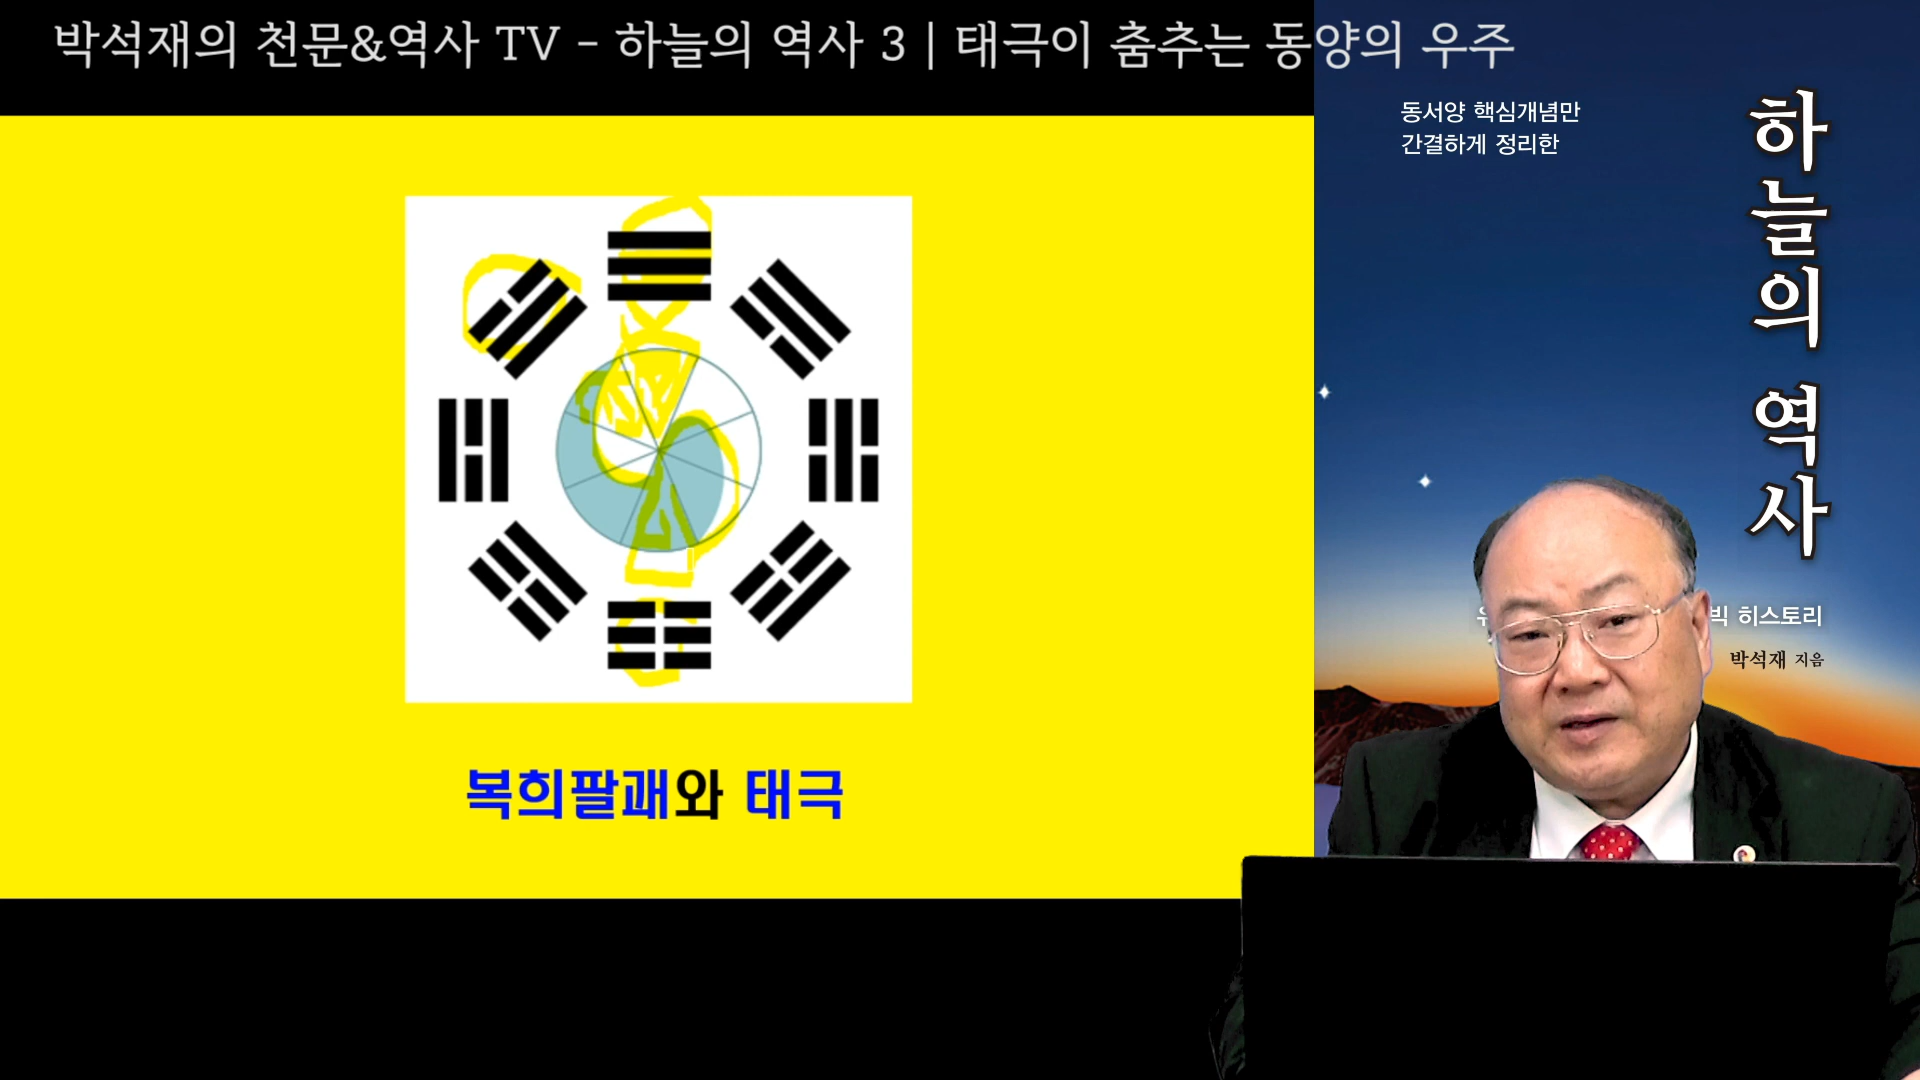 박석재의 천문&역사 TV - 하늘의 역사 3 | 태극이 춤추는 동양의 우주
동서양 핵심개념만
간결하게 정리한
하늘의 역사
빅 히스토리
박석재 지음
복희팔괘와 태극